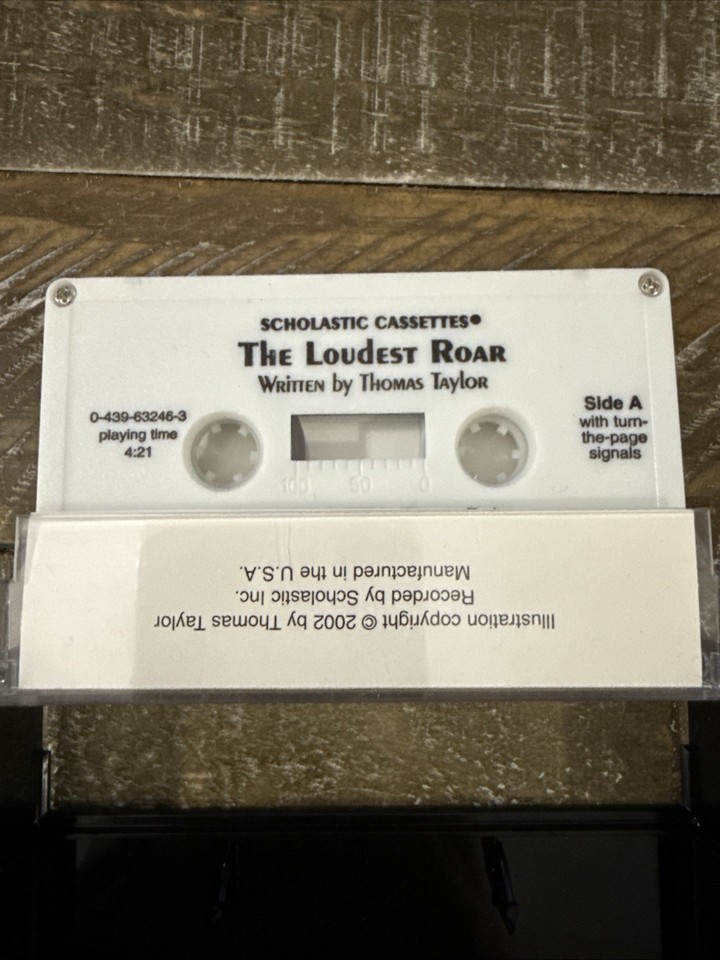 SCHOLASTIC CASSETTES®
THE LOUDEST ROAR
WRITTEN by THOMAS TAYLOR
0-439-63246-3
playing time
4:21
Side A
with turn-
the-page
signals
100 50 0
Illustration copyright © 2002 by Thomas Taylor
Recorded by Scholastic Inc.
Manufactured in the U.S.A.